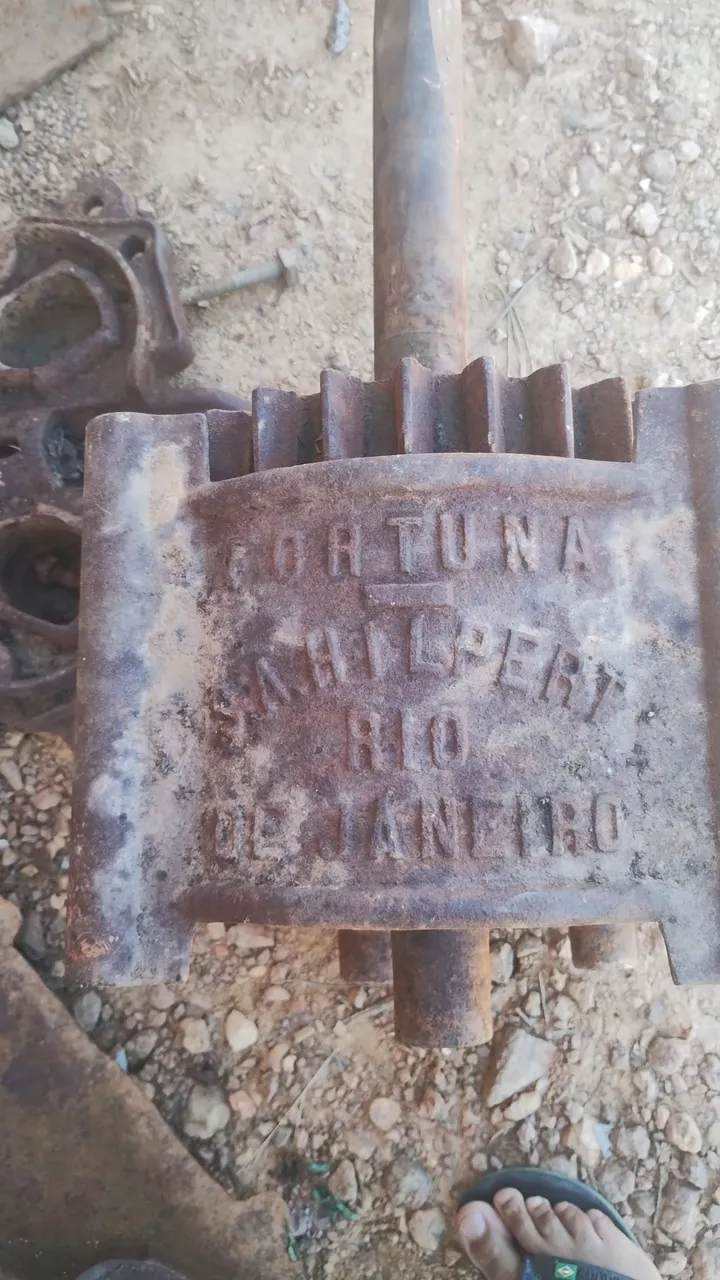 FORTUNA
S.A. HILPERT
RIO
DE JANEIRO